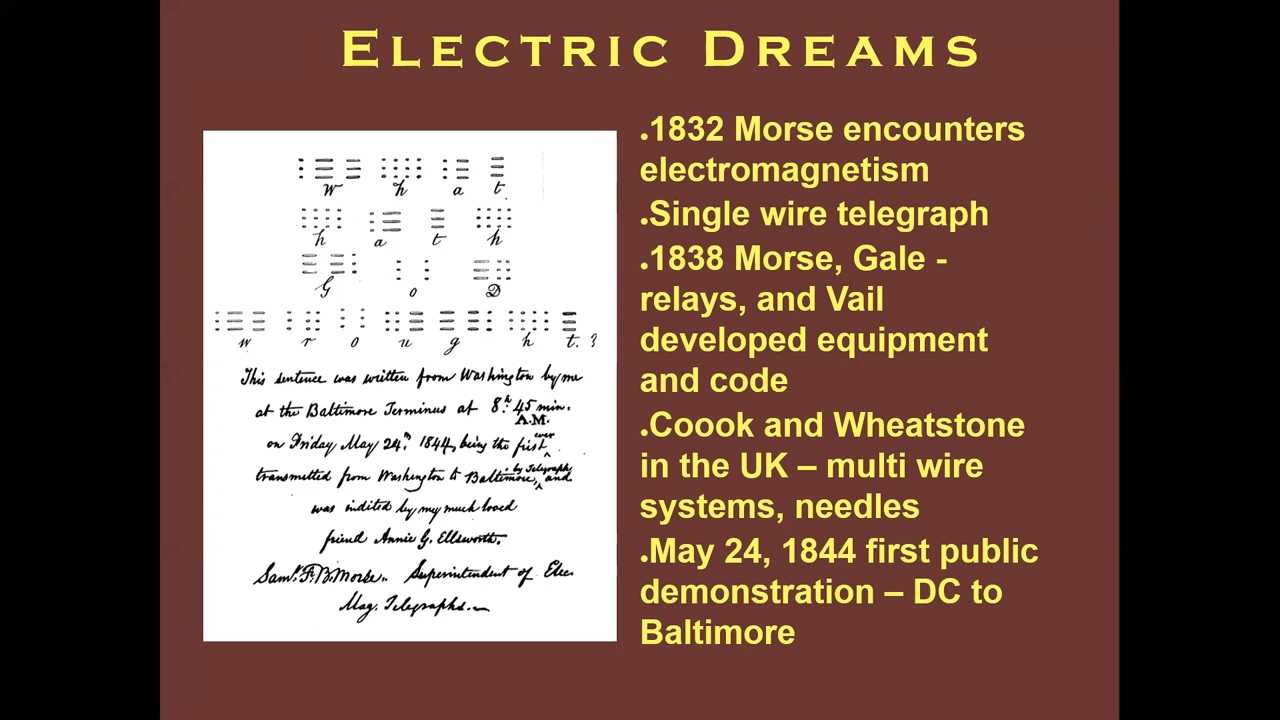 ELECTRIC DREAMS
W h a t
h a t h
G o D
w r o u g h t. ?
This sentence was written from Washington by me
at the Baltimore Terminus at 8.h 45 min.
A.M.
on Friday May 24.th 1844, being the first ever
transmitted from Washington to Baltimore, by Telegraph and
was indited by my much loved
friend Annie G. Ellsworth.
Saml. F. B. Morse. Superintendent of Elec.
Mag. Telegraphs.
.1832 Morse encounters
electromagnetism
.Single wire telegraph
.1838 Morse, Gale -
relays, and Vail
developed equipment
and code
.Coook and Wheatstone
in the UK – multi wire
systems, needles
.May 24, 1844 first public
demonstration – DC to
Baltimore